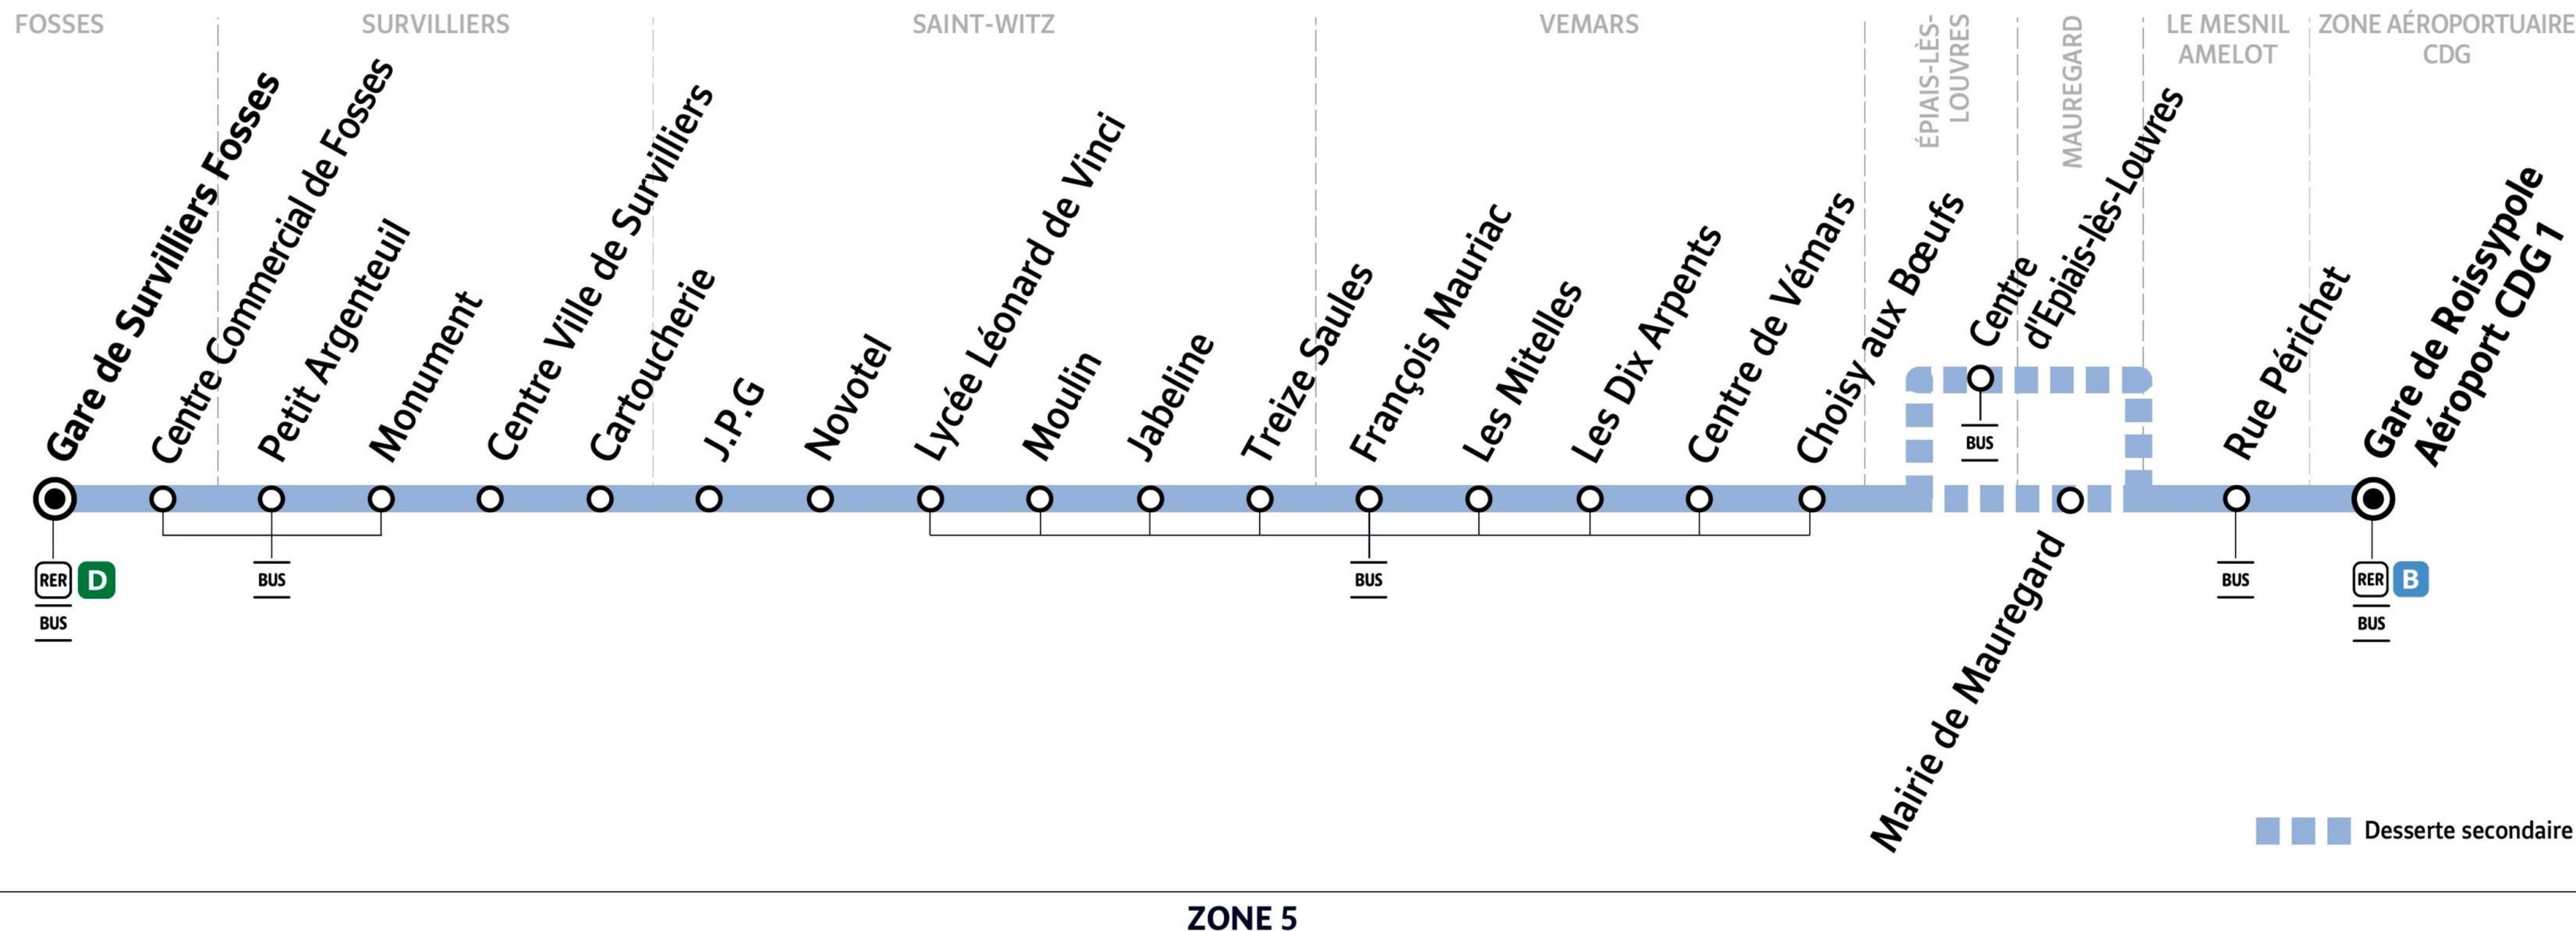 FOSSES
SURVILLIERS
SAINT-WITZ
VEMARS
ÉPIAIS-LÈS-
LOUVRES
MAUREGARD
LE MESNIL
AMELOT
ZONE AÉROPORTUAIRE
CDG
Gare de Survilliers Fosses
Centre Commercial de Fosses
Petit Argenteuil
Monument
Centre Ville de Survilliers
Cartoucherie
J.P.G
Novotel
Lycée Léonard de Vinci
Moulin
Jabeline
Treize Saules
François Mauriac
Les Mitelles
Les Dix Arpents
Centre de Vémars
Choisy aux Bœufs
Centre
d'Epiais-lès-Louvres
BUS
Mairie de Mauregard
Rue Périchet
Gare de Roissypole
Aéroport CDG 1
RER D
BUS
BUS
BUS
BUS
RER B
BUS
Desserte secondaire
ZONE 5